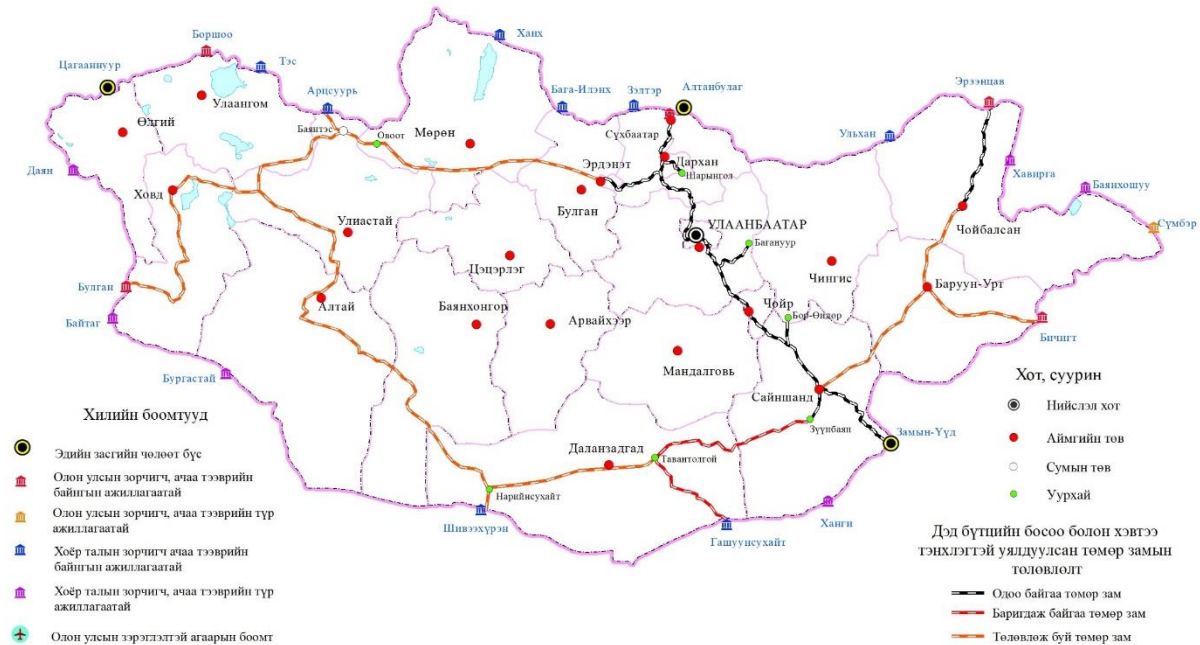 Ханх
Боршоо
Тэс
Цагааннуур
Улаангом
Арцсуурь
Бага-Илэнх
Зэлтэр
Алтанбулаг
Эрээнцав
Өлгий
Баянтэс
Овоот
Мөрөн
Сүхбаатар
Ульхан
Дархан
Шарынгол
Хавирга
Даян
Эрдэнэт
Баянхошуу
Ховд
Булган
Сүмбэр
Улиастай
УЛААНБААТАР
Чойбалсан
Багануур
Цэцэрлэг
Чингис
Булган
Баруун-Урт
Алтай
Баянхонгор
Арвайхээр
Чойр
Бор-Өндөр
Байтаг
Бичигт
Мандалговь
Бургастай
Сайншанд
Зүүнбаян
Замын-Үүд
Даланзадгад
Тавантолгой
Нарийнсухайт
Шивээхүрэн
Гашуунсухайт
Ханги
Хилийн боомтууд
Эдийн засгийн чөлөөт бүс
Олон улсын зорчигч, ачаа тээврийн
байнгын ажиллагаатай
Олон улсын зорчигч, ачаа тээврийн түр
ажиллагаатай
Хоёр талын зорчигч ачаа тээврийн
байнгын ажиллагаатай
Хоёр талын зорчигч, ачаа тээврийн түр
ажиллагаатай
Олон улсын зэрэглэлтэй агаарын боомт
Хот, суурин
Нийслэл хот
Аймгийн төв
Сумын төв
Уурхай
Дэд бүтцийн босоо болон хэвтээ
тэнхлэгтэй уялдуулсан төмөр замын
төлөвлөлт
Одоо байгаа төмөр зам
Баригдаж байгаа төмөр зам
Төлөвлөж буй төмөр зам